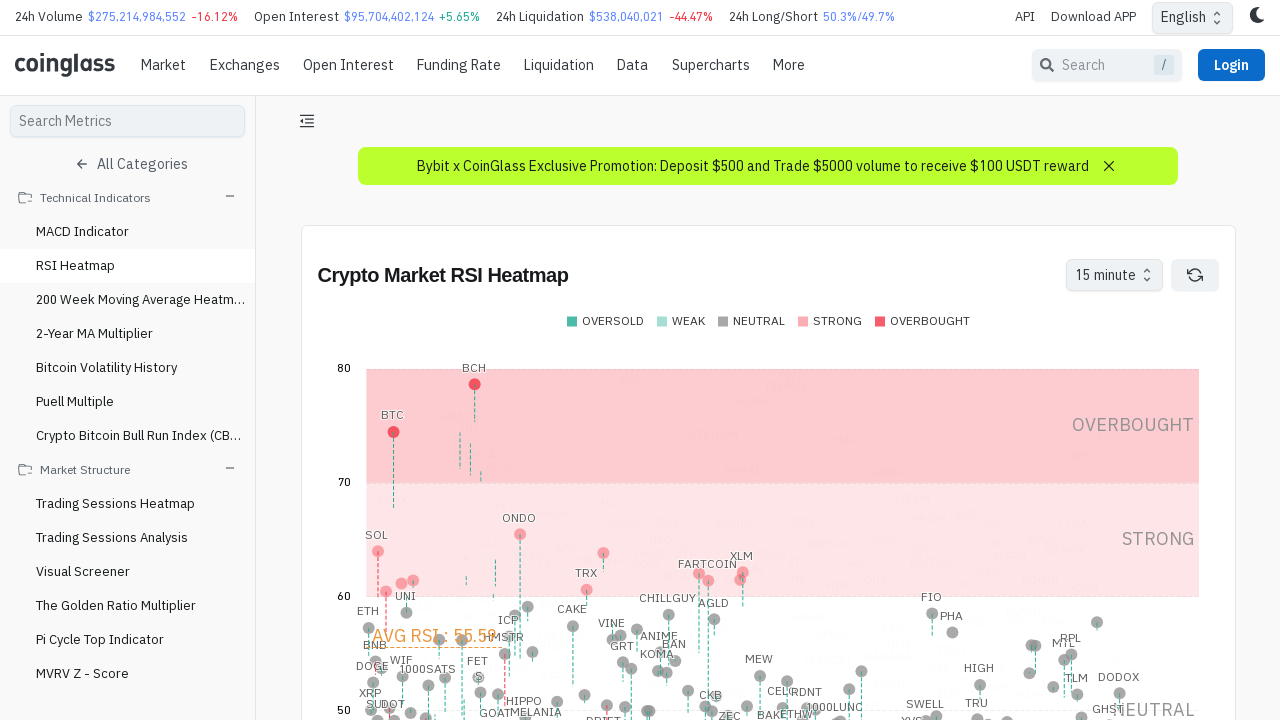 24h Volume $275,214,984,552 -16.12% Open Interest $95,704,402,124 +5.65% 24h Liquidation $538,040,021 -44.47% 24h Long/Short 50.3%/49.7% API Download APP English
coinglass Market Exchanges Open Interest Funding Rate Liquidation Data Supercharts More Search / Login
Search Metrics
All Categories
Technical Indicators
MACD Indicator
RSI Heatmap
200 Week Moving Average Heatm...
2-Year MA Multiplier
Bitcoin Volatility History
Puell Multiple
Crypto Bitcoin Bull Run Index (CB...
Market Structure
Trading Sessions Heatmap
Trading Sessions Analysis
Visual Screener
The Golden Ratio Multiplier
Pi Cycle Top Indicator
MVRV Z - Score
Bybit x CoinGlass Exclusive Promotion: Deposit $500 and Trade $5000 volume to receive $100 USDT reward
Crypto Market RSI Heatmap
15 minute
OVERSOLD WEAK NEUTRAL STRONG OVERBOUGHT
80
BCH
BTC
OVERBOUGHT
70
ONDO
SOL
STRONG
XLM
FARTCOIN
TRX
60
UNI
CHILLGUY
FIO
AGLD
ETH
CAKE
PHA
ICP
VINE
AVG RSI : 55.59
HMSTR
ANIME
RPL
MTL
BNB
GRT
BAN
KOMA
WIF
FET
MEW
DOGE
1000SATS
HIGH
TLM
DODOX
XRP
S
CKB
CELO
RDNT
SUDOT
HIPPO
SWELL
TRU
1000LUNC
GHST
NEUTRAL
50
GOAT
MELANIA
ZEC
BAKE